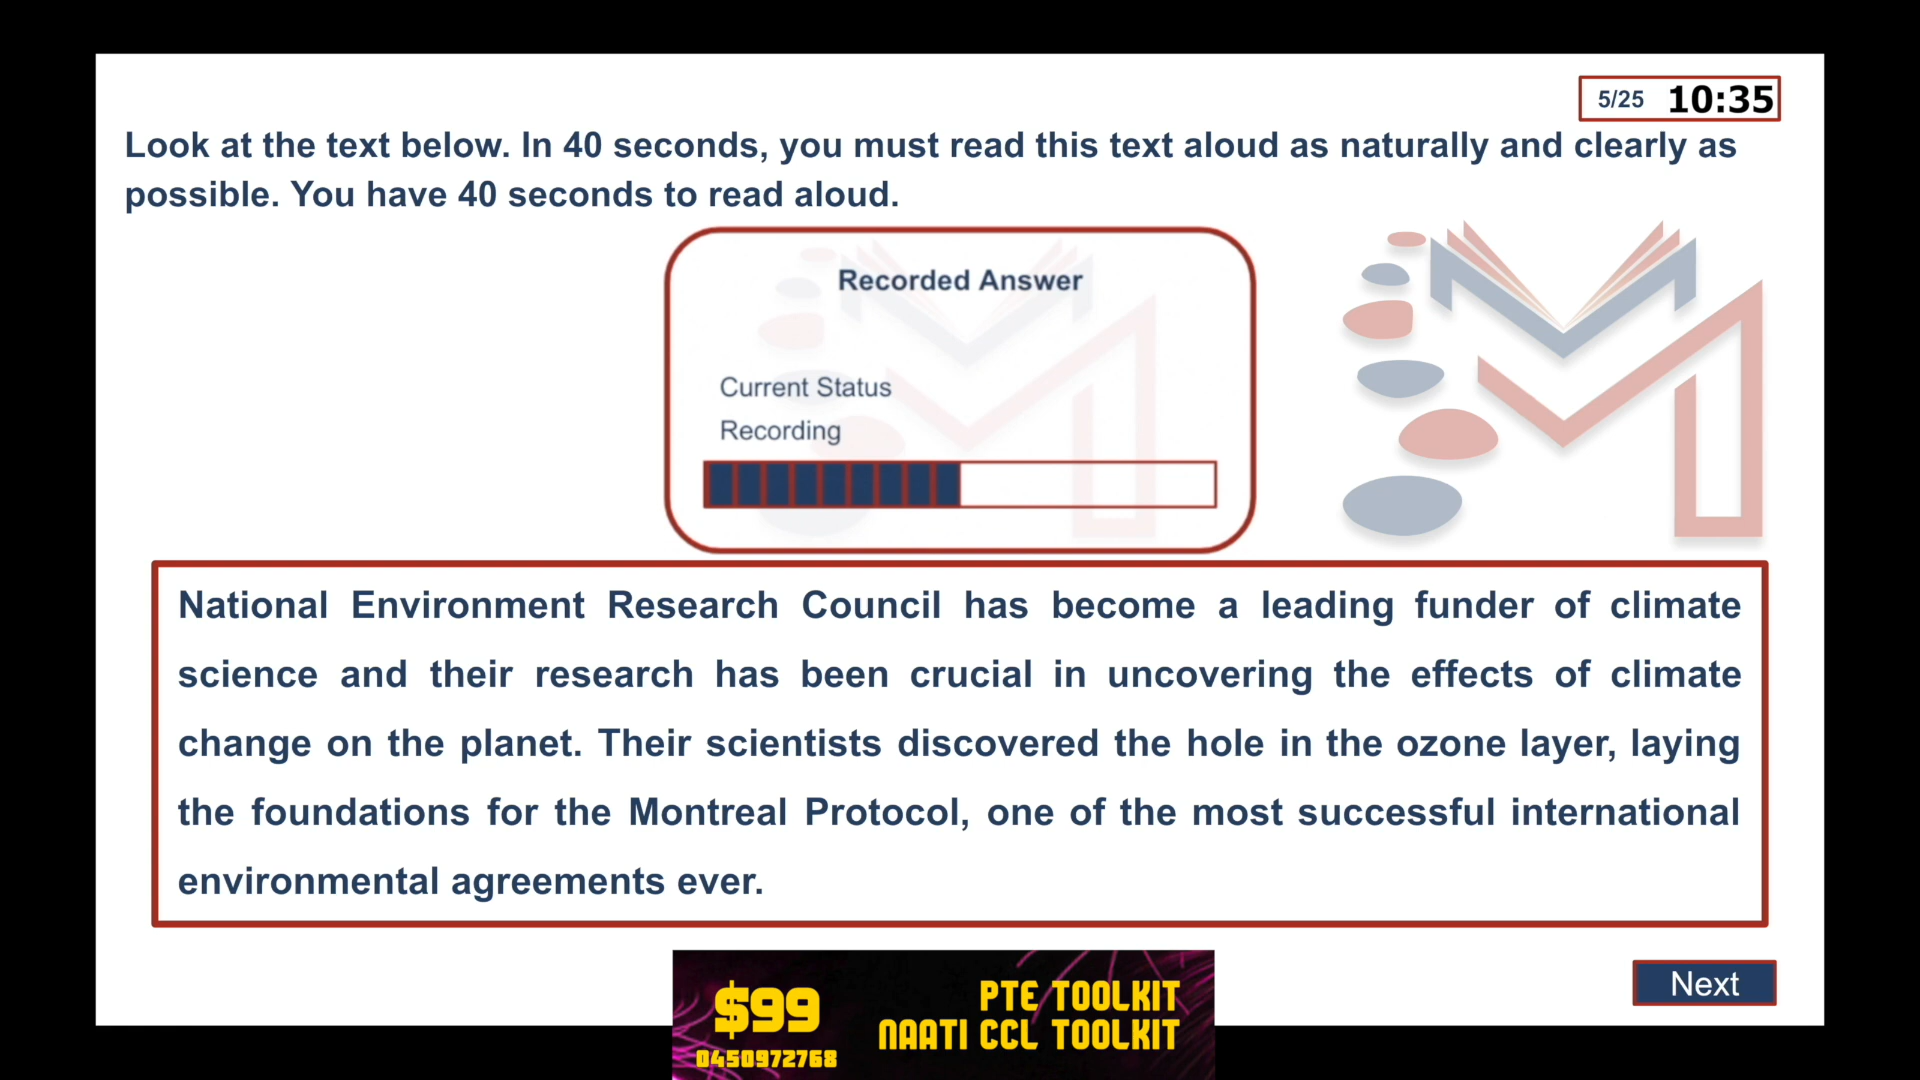 5/25 10:35
Look at the text below. In 40 seconds, you must read this text aloud as naturally and clearly as
possible. You have 40 seconds to read aloud.
Recorded Answer
Current Status
Recording
National Environment Research Council has become a leading funder of climate
science and their research has been crucial in uncovering the effects of climate
change on the planet. Their scientists discovered the hole in the ozone layer, laying
the foundations for the Montreal Protocol, one of the most successful international
environmental agreements ever.
Next
$99
0450972768
PTE TOOLKIT
NAATI CCL TOOLKIT